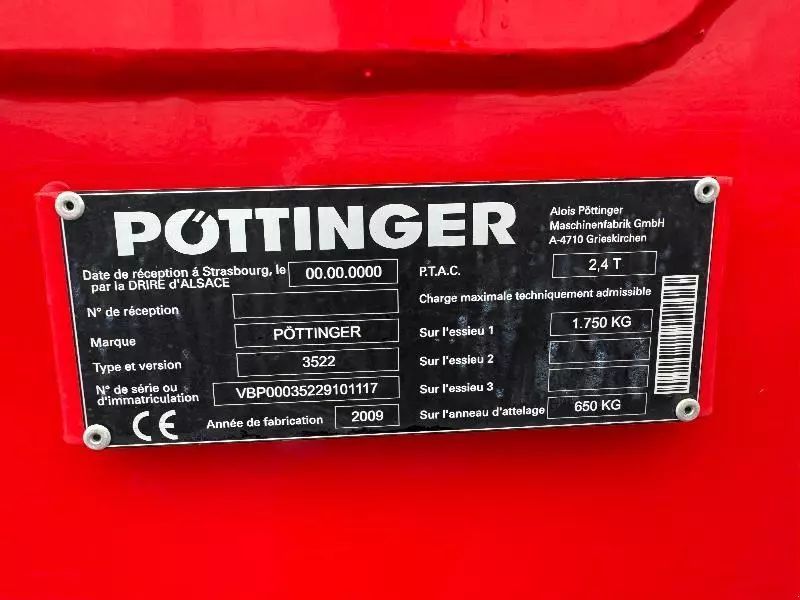 PÖTTINGER
Alois Pöttinger
Maschinenfabrik GmbH
A-4710 Grieskirchen
Date de réception á Strasbourg, le 00.00.0000
par la DRIRE d'ALSACE
N° de réception
Marque PÖTTINGER
Type et version 3522
N° de série ou
d'immatriculation VBP00035229101117
CE Année de fabrication 2009
P.T.A.C. 2,4 T
Charge maximale techniquement admissible
Sur l'essieu 1 1.750 KG
Sur l'essieu 2
Sur l'essieu 3
Sur l'anneau d'attelage 650 KG